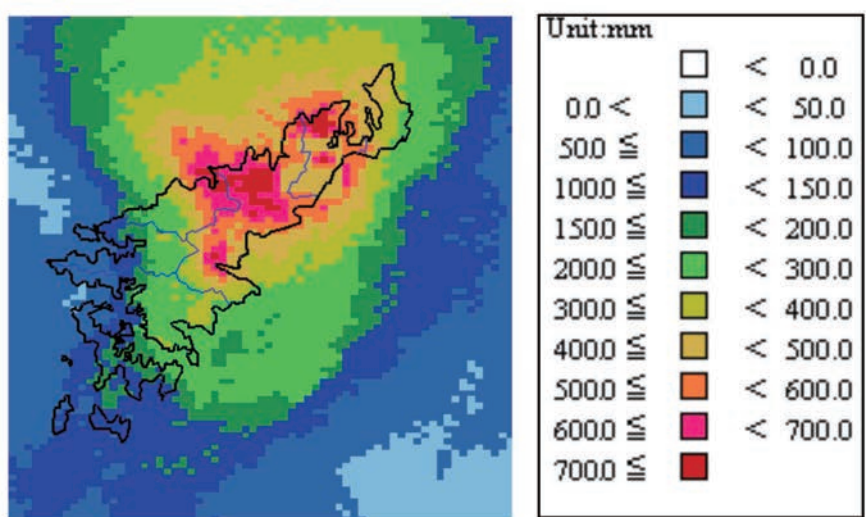 Unit:mm
< 0.0
0.0 < < 50.0
50.0 ≦ < 100.0
100.0 ≦ < 150.0
150.0 ≦ < 200.0
200.0 ≦ < 300.0
300.0 ≦ < 400.0
400.0 ≦ < 500.0
500.0 ≦ < 600.0
600.0 ≦ < 700.0
700.0 ≦